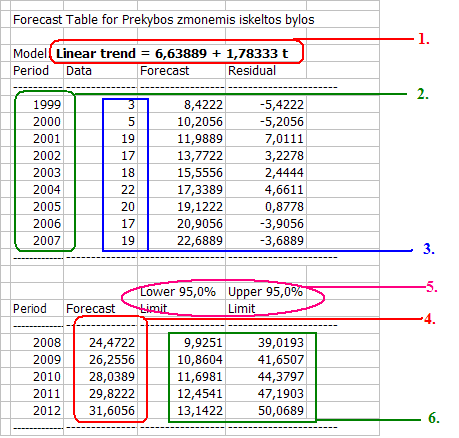 Forecast Table for Prekybos zmonemis iskeltos bylos
1.
Model: Linear trend = 6,63889 + 1,78333 t
Period Data Forecast Residual
2.
1999 3 8,4222 -5,4222
2000 5 10,2056 -5,2056
2001 19 11,9889 7,0111
2002 17 13,7722 3,2278
2003 18 15,5556 2,4444
2004 22 17,3389 4,6611
2005 20 19,1222 0,8778
2006 17 20,9056 -3,9056
2007 19 22,6889 -3,6889
3.
Lower 95,0% Upper 95,0%
5.
Period Forecast Limit Limit
4.
2008 24,4722 9,9251 39,0193
2009 26,2556 10,8604 41,6507
2010 28,0389 11,6981 44,3797
2011 29,8222 12,4541 47,1903
2012 31,6056 13,1422 50,0689
6.